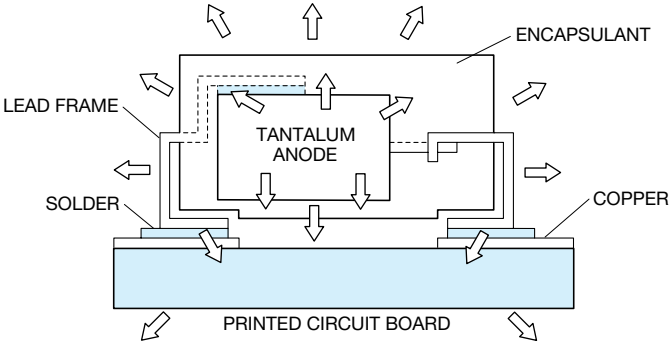 ENCAPSULANT
LEAD FRAME
TANTALUM
ANODE
SOLDER
COPPER
PRINTED CIRCUIT BOARD